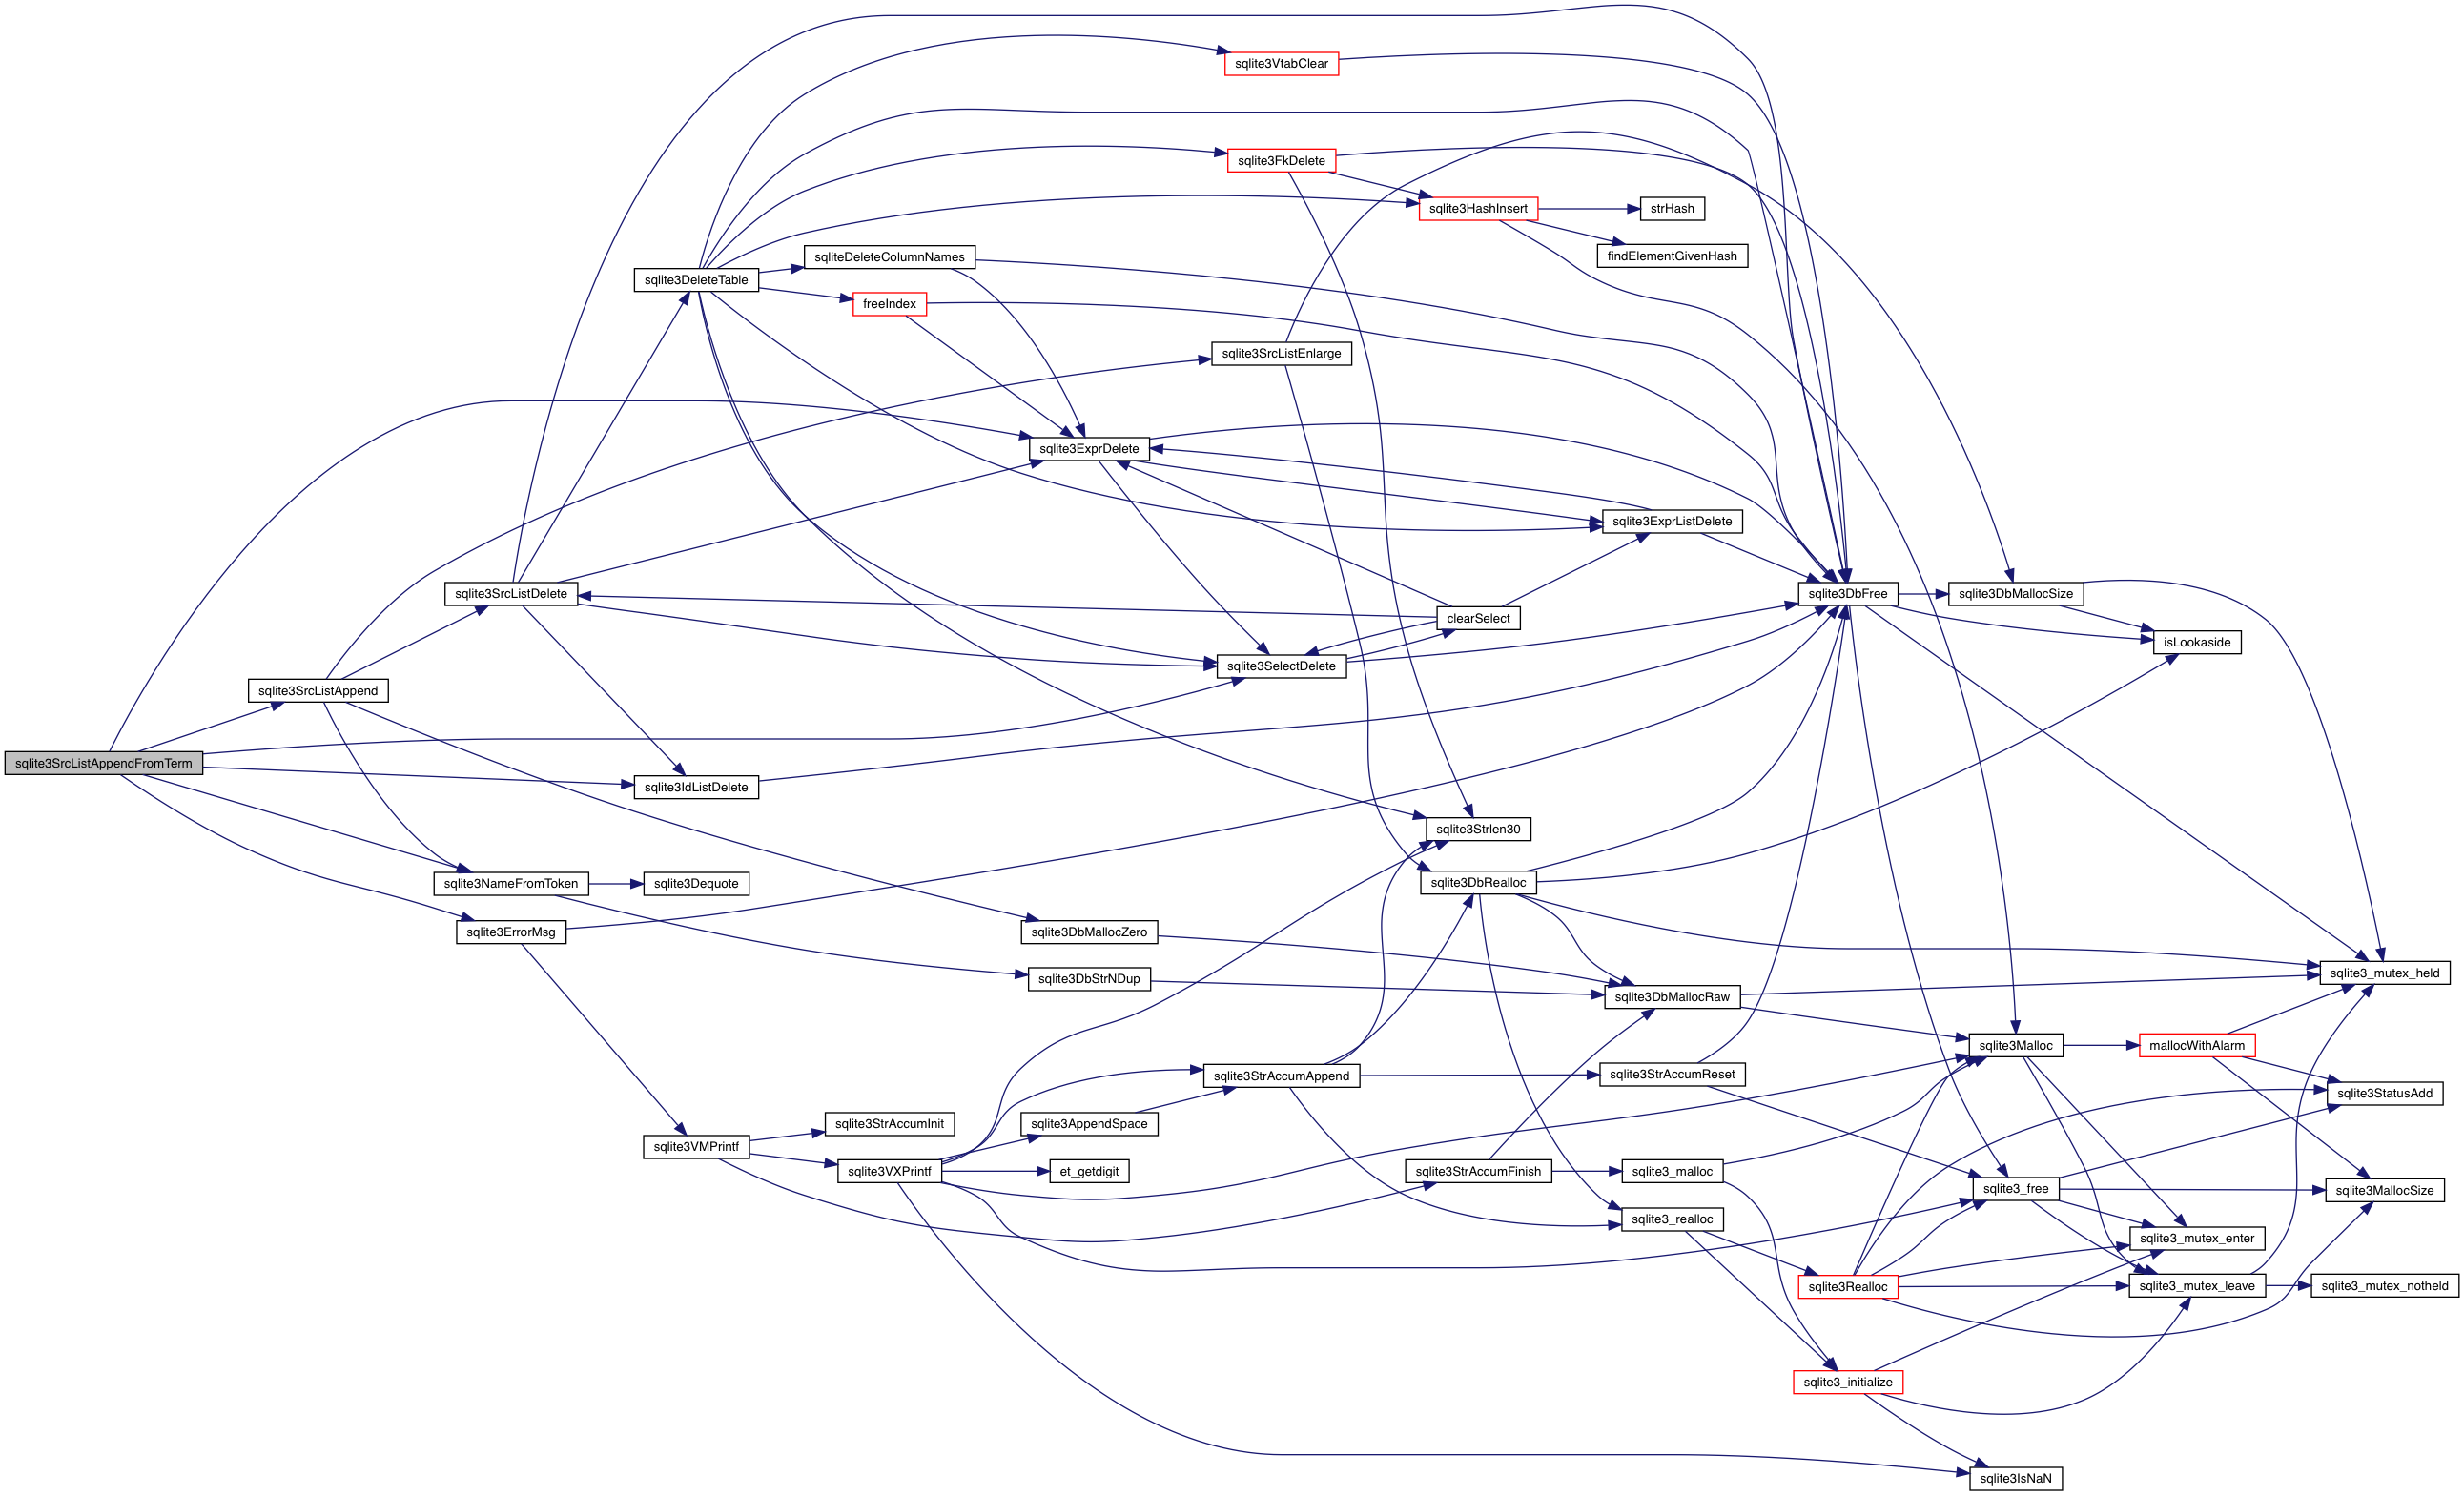 sqlite3VtabClear
sqlite3FkDelete
sqlite3HashInsert
strHash
findElementGivenHash
sqliteDeleteColumnNames
sqlite3DeleteTable
freeIndex
sqlite3SrcListEnlarge
sqlite3ExprDelete
sqlite3ExprListDelete
sqlite3SrcListDelete
sqlite3DbFree
sqlite3DbMallocSize
clearSelect
isLookaside
sqlite3SelectDelete
sqlite3SrcListAppend
sqlite3SrcListAppendFromTerm
sqlite3IdListDelete
sqlite3Strlen30
sqlite3NameFromToken
sqlite3Dequote
sqlite3DbRealloc
sqlite3ErrorMsg
sqlite3DbMallocZero
sqlite3DbStrNDup
sqlite3_mutex_held
sqlite3DbMallocRaw
sqlite3Malloc
mallocWithAlarm
sqlite3StrAccumAppend
sqlite3StrAccumReset
sqlite3StatusAdd
sqlite3StrAccumInit
sqlite3AppendSpace
sqlite3VMPrintf
sqlite3VXPrintf
et_getdigit
sqlite3StrAccumFinish
sqlite3_malloc
sqlite3_free
sqlite3MallocSize
sqlite3_realloc
sqlite3_mutex_enter
sqlite3Realloc
sqlite3_mutex_leave
sqlite3_mutex_notheld
sqlite3_initialize
sqlite3IsNaN